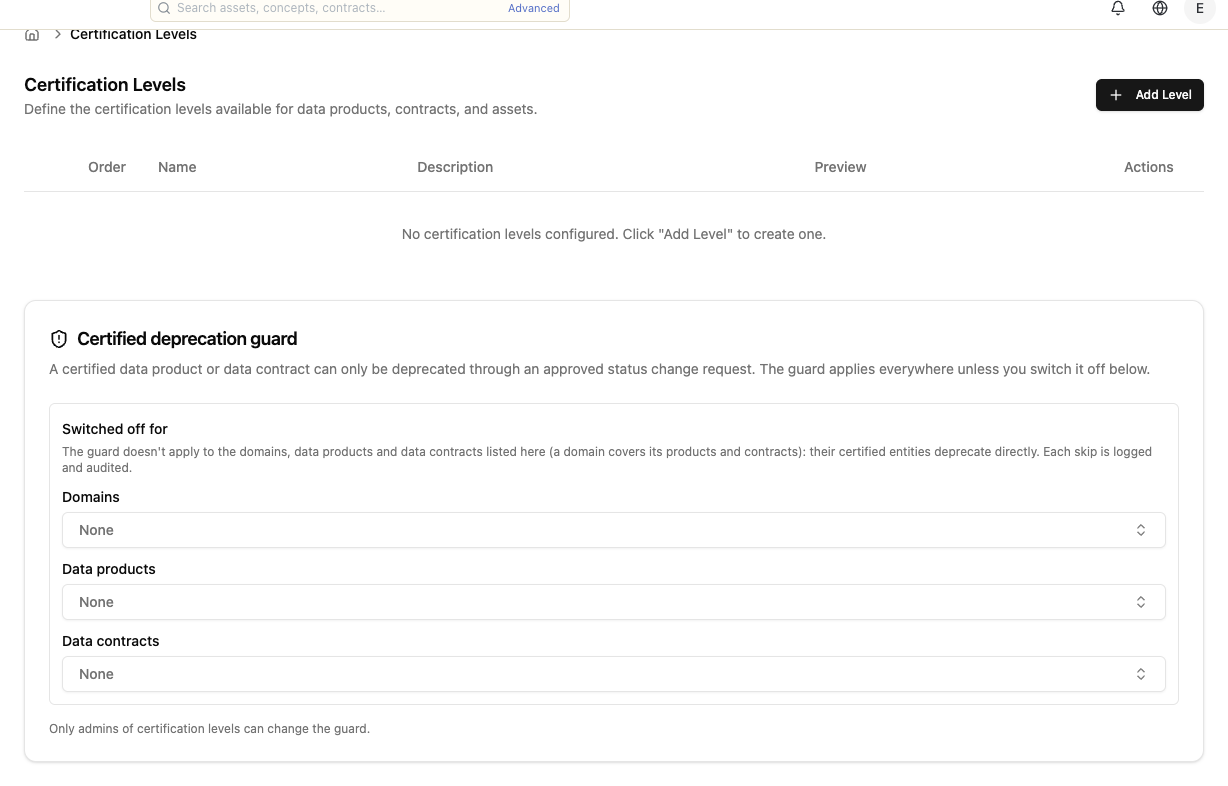 Search assets, concepts, contracts... Advanced E
Certification Levels
Certification Levels
Define the certification levels available for data products, contracts, and assets.
Add Level
Order Name Description Preview Actions
No certification levels configured. Click "Add Level" to create one.
Certified deprecation guard
A certified data product or data contract can only be deprecated through an approved status change request. The guard applies everywhere unless you switch it off below.
Switched off for
The guard doesn't apply to the domains, data products and data contracts listed here (a domain covers its products and contracts): their certified entities deprecate directly. Each skip is logged
and audited.
Domains
None
Data products
None
Data contracts
None
Only admins of certification levels can change the guard.